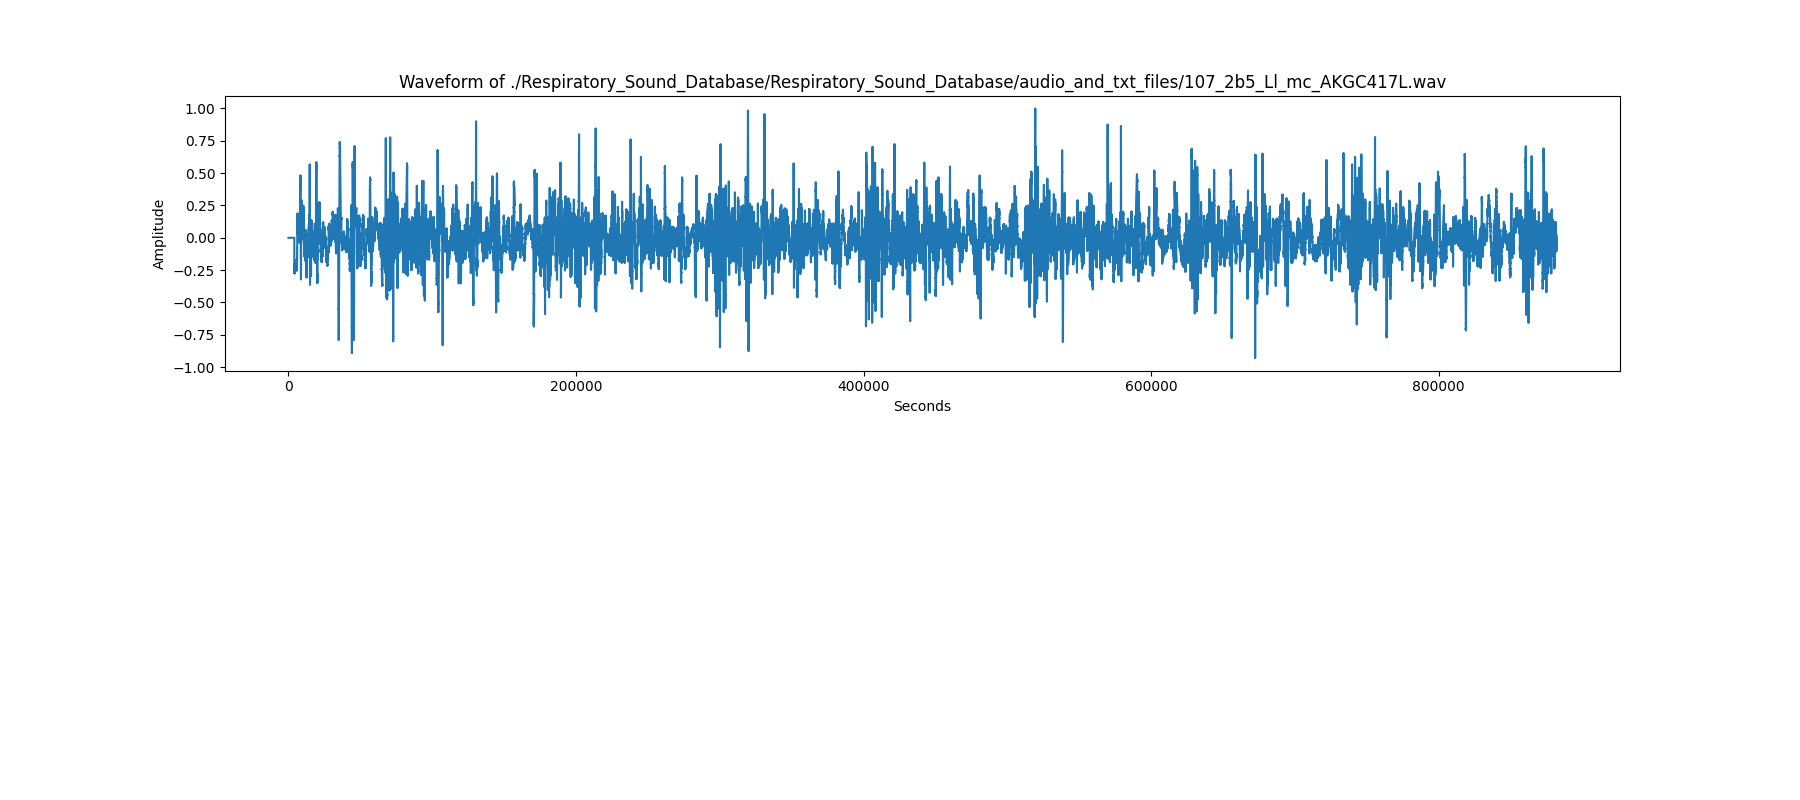 Waveform of ./Respiratory_Sound_Database/Respiratory_Sound_Database/audio_and_txt_files/107_2b5_Ll_mc_AKGC417L.wav
1.00
0.75
0.50
0.25
0.00
−0.25
−0.50
−0.75
−1.00
Amplitude
0 200000 400000 600000 800000
Seconds